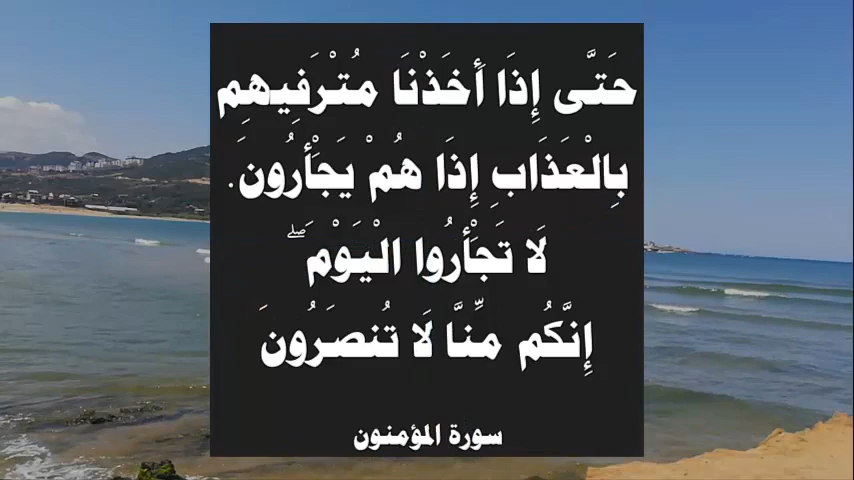 حَتَّى إِذَا أَخَذْنَا مُتْرَفِيهِم
بِالْعَذَابِ إِذَا هُمْ يَجْأَرُونَ.
لَا تَجْأَرُوا الْيَوْمَ ۖ
إِنَّكُم مِّنَّا لَا تُنصَرُونَ
سورة المؤمنون